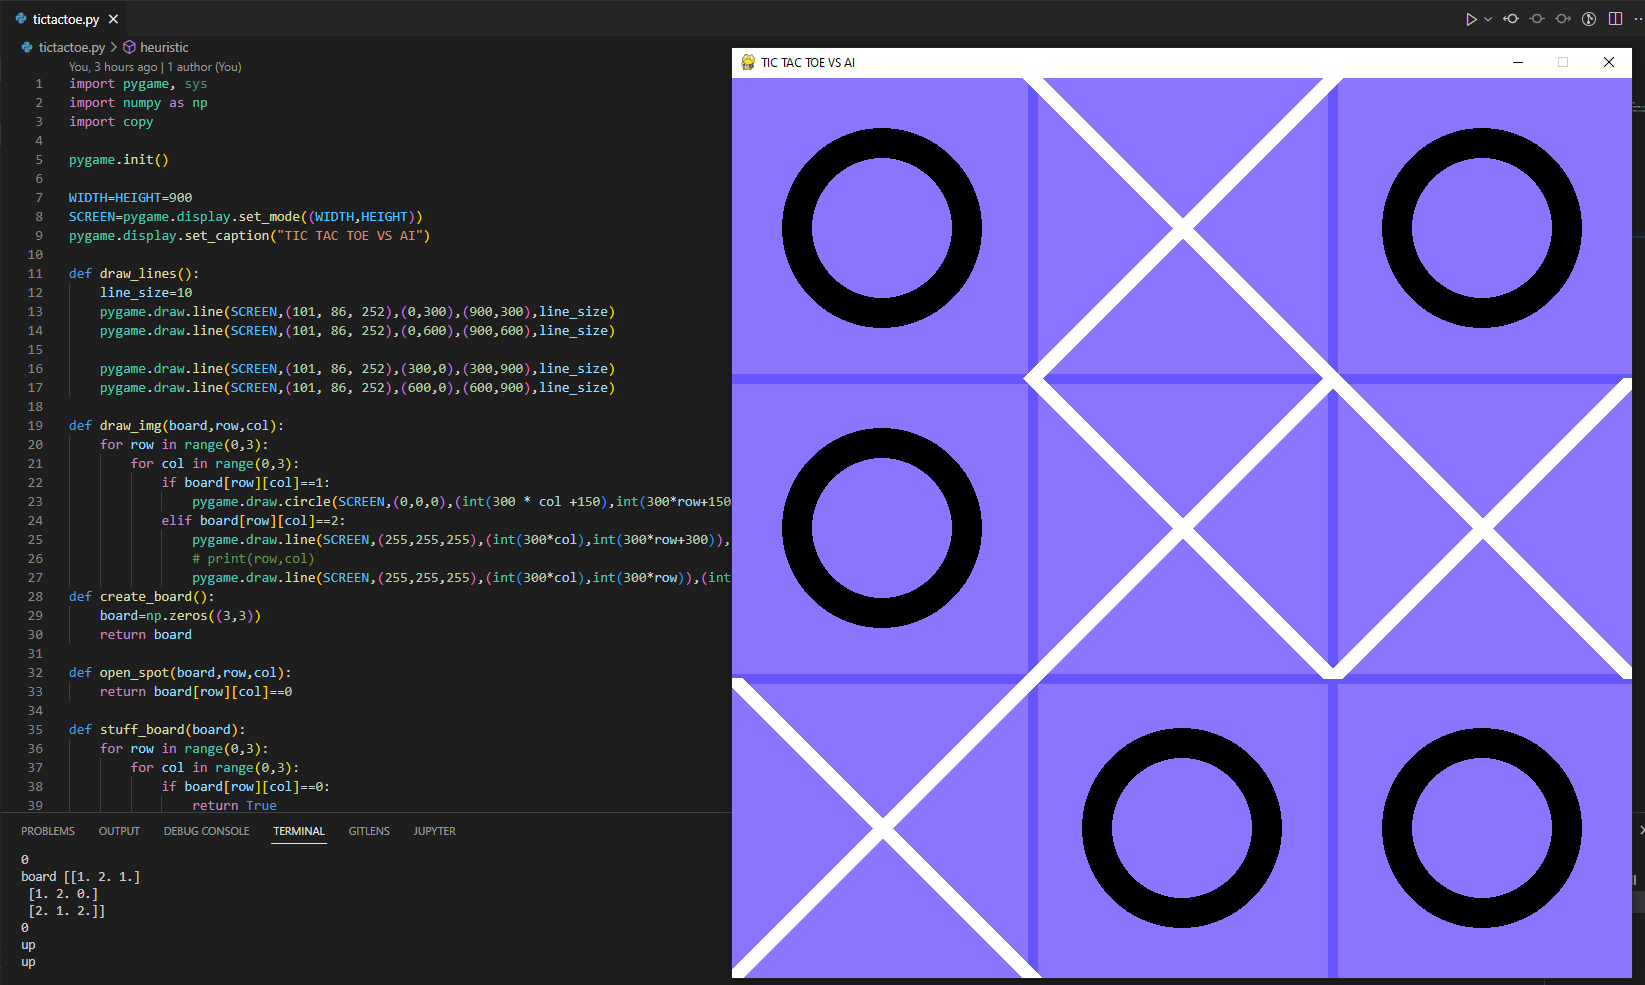 tictactoe.py
tictactoe.py > heuristic
You, 3 hours ago | 1 author (You)
1 import pygame, sys
2 import numpy as np
3 import copy
4
5 pygame.init()
6
7 WIDTH=HEIGHT=900
8 SCREEN=pygame.display.set_mode((WIDTH,HEIGHT))
9 pygame.display.set_caption("TIC TAC TOE VS AI")
10
11 def draw_lines():
12 line_size=10
13 pygame.draw.line(SCREEN,(101, 86, 252),(0,300),(900,300),line_size)
14 pygame.draw.line(SCREEN,(101, 86, 252),(0,600),(900,600),line_size)
15
16 pygame.draw.line(SCREEN,(101, 86, 252),(300,0),(300,900),line_size)
17 pygame.draw.line(SCREEN,(101, 86, 252),(600,0),(600,900),line_size)
18
19 def draw_img(board,row,col):
20 for row in range(0,3):
21 for col in range(0,3):
22 if board[row][col]==1:
23 pygame.draw.circle(SCREEN,(0,0,0),(int(300 * col +150),int(300*row+150
24 elif board[row][col]==2:
25 pygame.draw.line(SCREEN,(255,255,255),(int(300*col),int(300*row+300)),
26 # print(row,col)
27 pygame.draw.line(SCREEN,(255,255,255),(int(300*col),int(300*row)),(int
28 def create_board():
29 board=np.zeros((3,3))
30 return board
31
32 def open_spot(board,row,col):
33 return board[row][col]==0
34
35 def stuff_board(board):
36 for row in range(0,3):
37 for col in range(0,3):
38 if board[row][col]==0:
39 return True
PROBLEMS OUTPUT DEBUG CONSOLE TERMINAL GITLENS JUPYTER
0
board [[1. 2. 1.]
[1. 2. 0.]
[2. 1. 2.]]
0
up
up
TIC TAC TOE VS AI